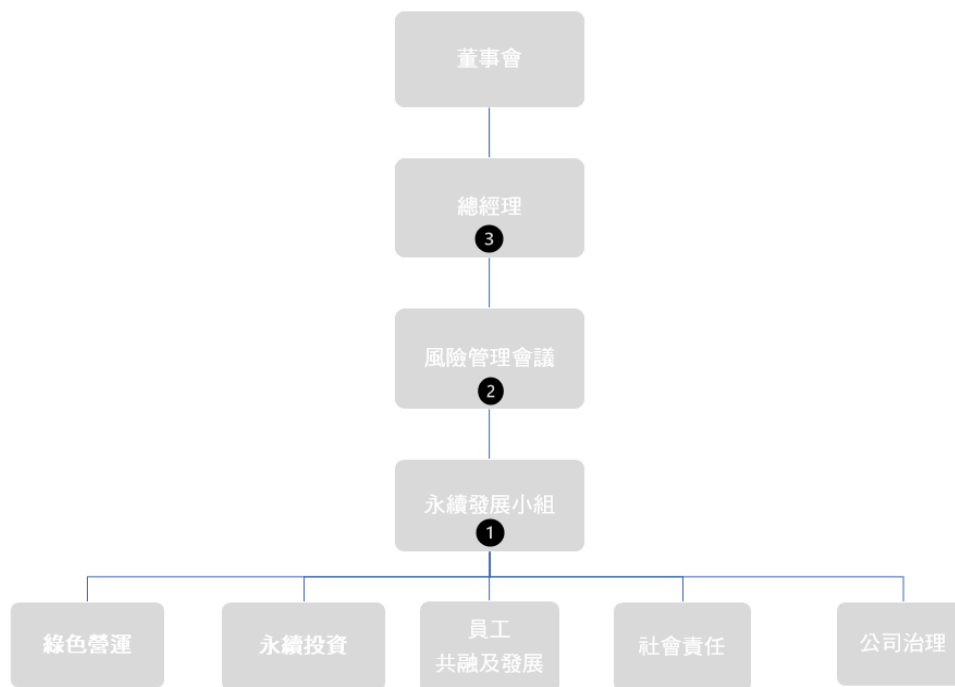 董事會
總經理
3
風險管理會議
2
永續發展小組
1
綠色營運
永續投資
員工
共融及發展
社會責任
公司治理